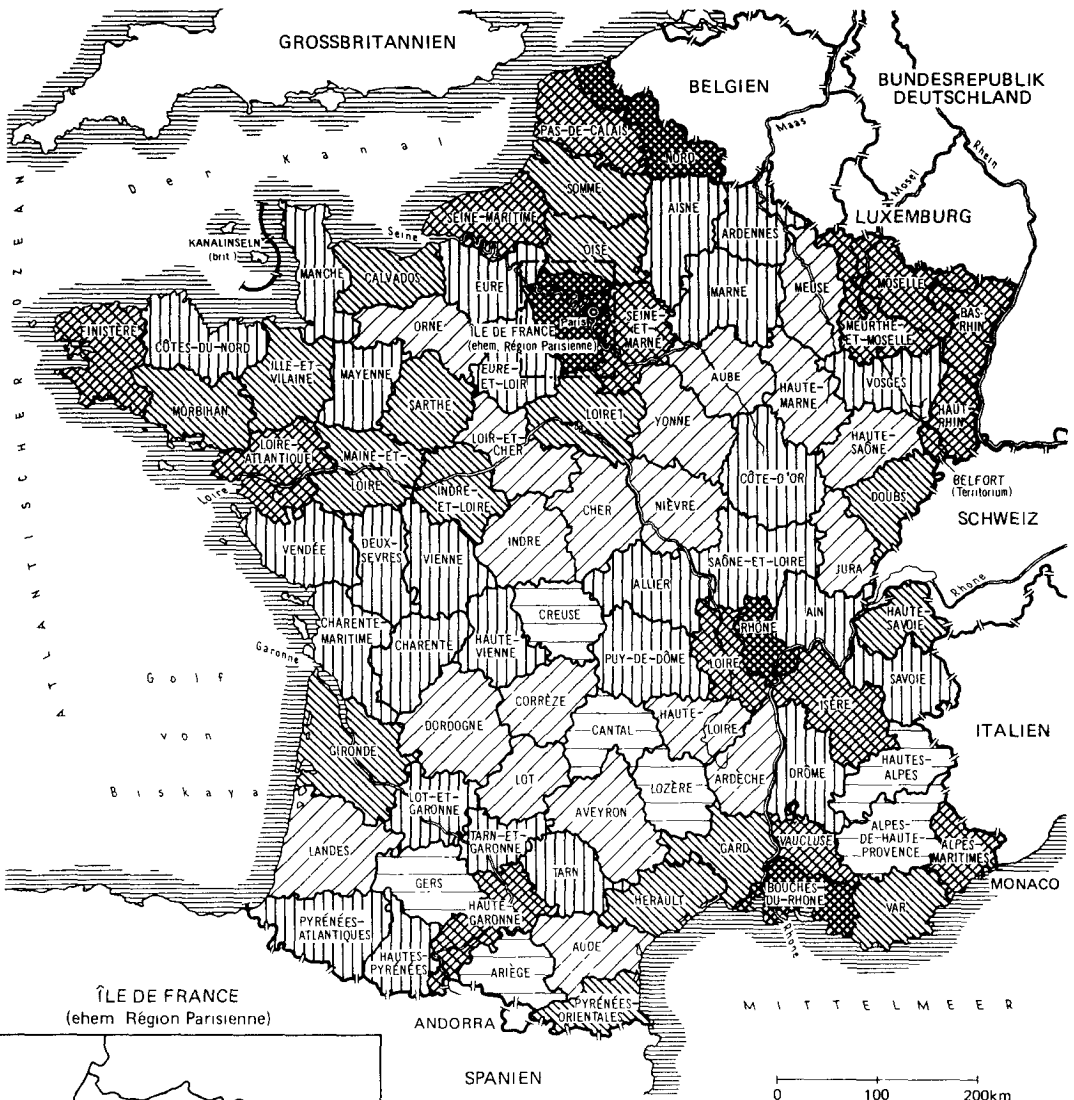 GROSSBRITANNIEN
BELGIEN
BUNDESREPUBLIK
DEUTSCHLAND
Maas
Rhein
Mosel
LUXEMBURG
Der Kanal
ATLANTISCHER OZEAN
KANALINSELN
(brit.)
Seine
PAS-DE-CALAIS
NORD
SOMME
SEINE-MARITIME
OISE
AISNE
ARDENNES
MANCHE
CALVADOS
EURE
MARNE
MEUSE
MOSELLE
BAS-
RHIN
MEURTHE-
ET-MOSELLE
ORNE
ÎLE DE FRANCE
(ehem. Région Parisienne)
Paris
SEINE-
ET-
MARNE
FINISTÈRE
CÔTES-DU-NORD
ILLE-ET-
VILAINE
MAYENNE
EURE-
ET-LOIR
AUBE
HAUTE-
MARNE
VOSGES
HAUT
RHIN
MORBIHAN
SARTHE
LOIRET
YONNE
HAUTE-
SAÔNE
LOIRE-
ATLANTIQUE
MAINE-ET-
LOIRE
LOIR-ET-
CHER
BELFORT
(Territorium)
Loire
INDRE-
ET-LOIRE
CHER
NIÈVRE
CÔTE-D'OR
DOUBS
SCHWEIZ
VENDÉE
DEUX-
SEVRES
VIENNE
INDRE
SAÔNE-ET-LOIRE
JURA
Rhone
ALLIER
AIN
HAUTE-
SAVOIE
CREUSE
CHARENTE
MARITIME
CHARENTE
HAUTE-
VIENNE
PUY-DE-DÔME
LOIRE
RHÔNE
SAVOIE
Garonne
Golf
von
Biskaya
CORRÈZE
DORDOGNE
CANTAL
HAUTE-
LOIRE
ISÈRE
ITALIEN
GIRONDE
LOT
LOZÈRE
ARDÈCHE
DRÔME
HAUTES-
ALPES
LOT-ET-
GARONNE
AVEYRON
LANDES
TARN-ET
GARONNE
TARN
GARD
VAUCLUSE
ALPES-
DE-HAUTE-
PROVENCE
ALPES
MARITIMES
MONACO
GERS
HAUTE-
GARONNE
HÉRAULT
BOUCHES-
DU-RHONE
VAR
Rhone
PYRÉNÉES-
ATLANTIQUES
HAUTES-
PYRÉNÉES
ARIÈGE
AUDE
PYRÉNÉES
ORIENTALES
MITTELMEER
ANDORRA
SPANIEN
ÎLE DE FRANCE
(ehem Région Parisienne)
0 100 200km